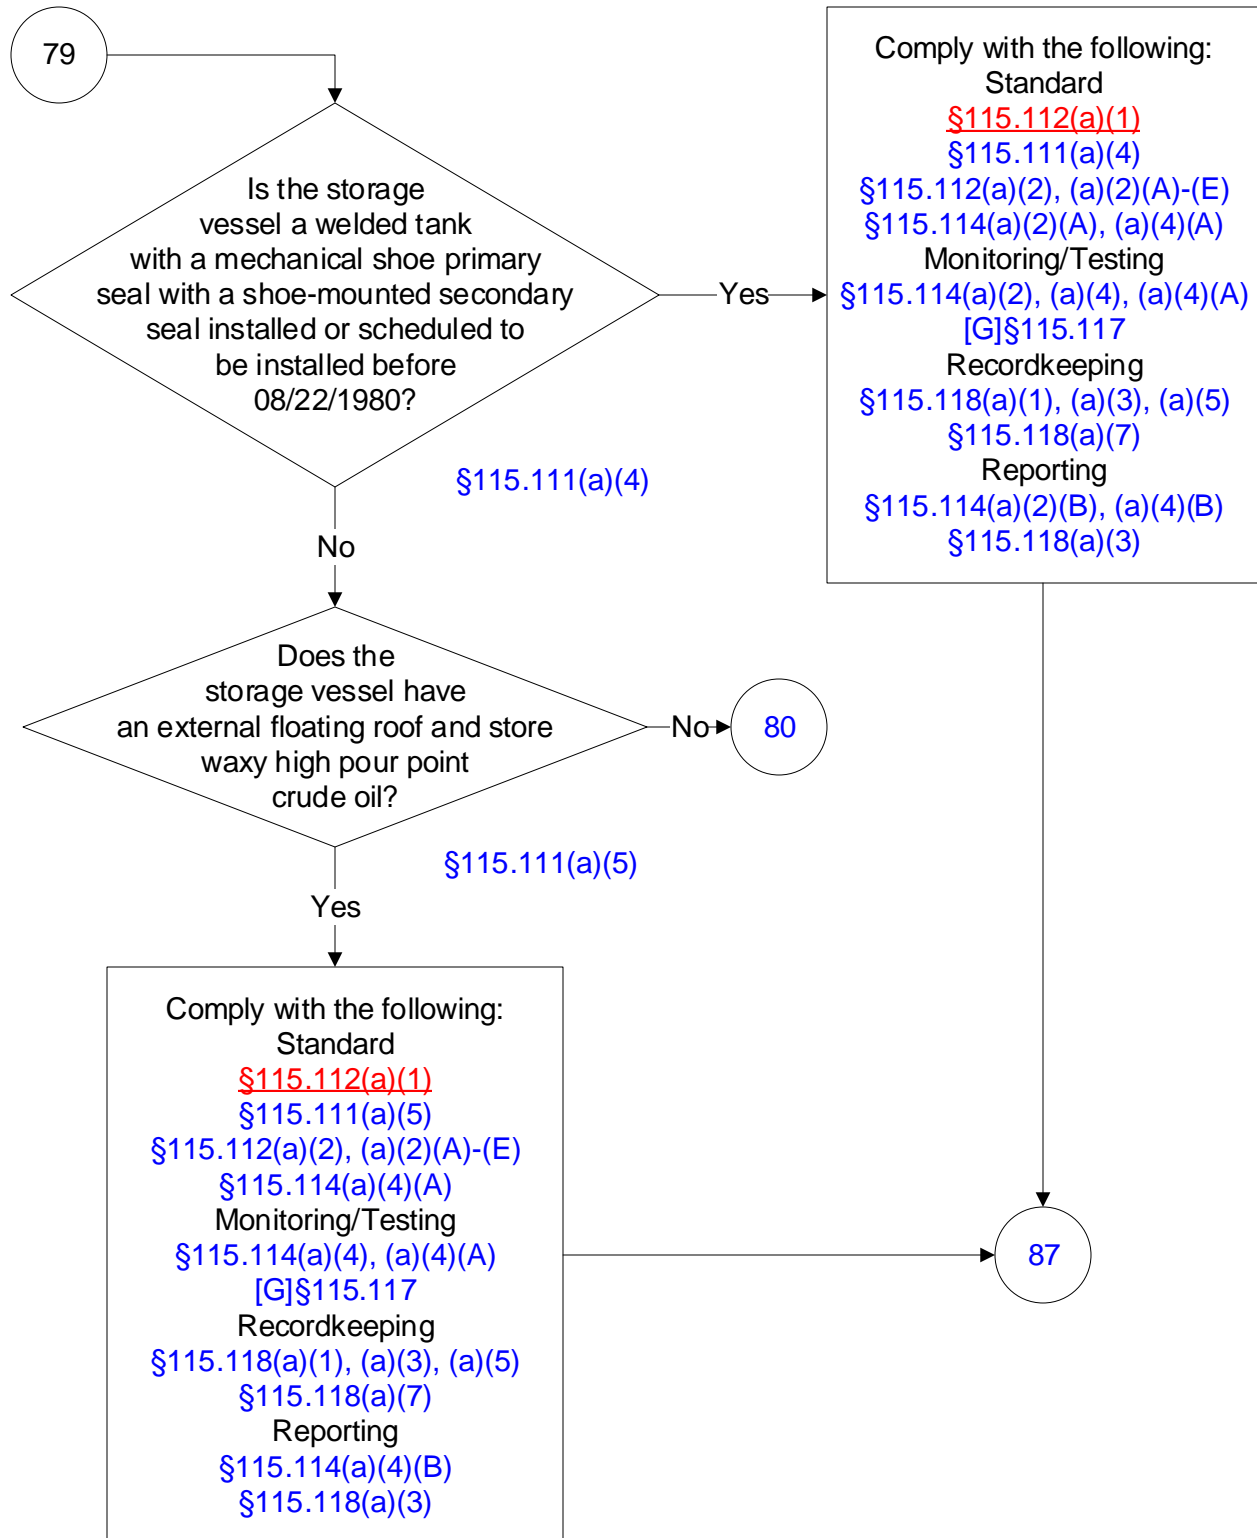 79
Is the storage
vessel a welded tank
with a mechanical shoe primary
seal with a shoe-mounted secondary
seal installed or scheduled to
be installed before
08/22/1980?
§115.111(a)(4)
Yes
Comply with the following:
Standard
§115.112(a)(1)
§115.111(a)(4)
§115.112(a)(2), (a)(2)(A)-(E)
§115.114(a)(2)(A), (a)(4)(A)
Monitoring/Testing
§115.114(a)(2), (a)(4), (a)(4)(A)
[G]§115.117
Recordkeeping
§115.118(a)(1), (a)(3), (a)(5)
§115.118(a)(7)
Reporting
§115.114(a)(2)(B), (a)(4)(B)
§115.118(a)(3)
No
Does the
storage vessel have
an external floating roof and store
waxy high pour point
crude oil?
§115.111(a)(5)
No
80
Yes
Comply with the following:
Standard
§115.112(a)(1)
§115.111(a)(5)
§115.112(a)(2), (a)(2)(A)-(E)
§115.114(a)(4)(A)
Monitoring/Testing
§115.114(a)(4), (a)(4)(A)
[G]§115.117
Recordkeeping
§115.118(a)(1), (a)(3), (a)(5)
§115.118(a)(7)
Reporting
§115.114(a)(4)(B)
§115.118(a)(3)
87